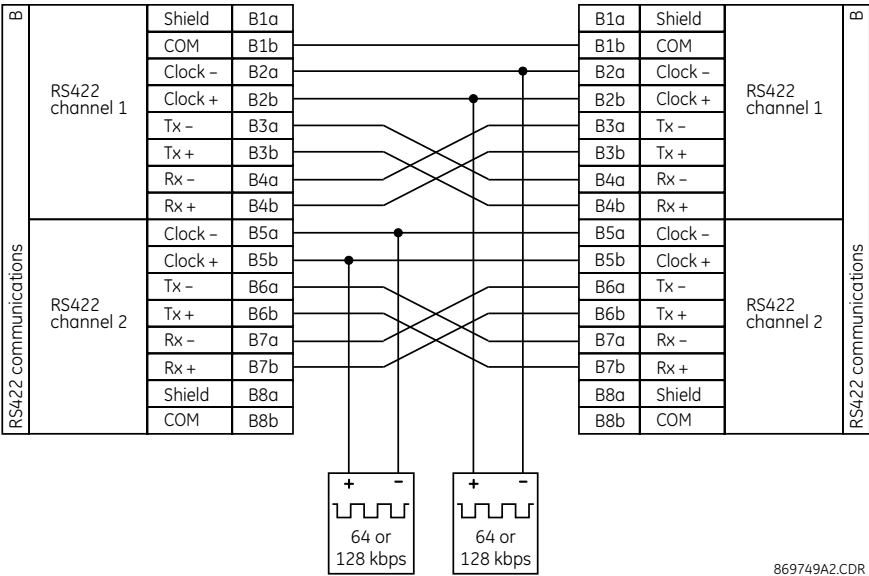 B
RS422 communications
RS422
channel 1
RS422
channel 2
Shield B1a
COM B1b
Clock – B2a
Clock + B2b
Tx – B3a
Tx + B3b
Rx – B4a
Rx + B4b
Clock – B5a
Clock + B5b
Tx – B6a
Tx + B6b
Rx – B7a
Rx + B7b
Shield B8a
COM B8b
B1a Shield
B1b COM
B2a Clock –
B2b Clock +
B3a Tx –
B3b Tx +
B4a Rx –
B4b Rx +
B5a Clock –
B5b Clock +
B6a Tx –
B6b Tx +
B7a Rx –
B7b Rx +
B8a Shield
B8b COM
RS422
channel 1
RS422
channel 2
B
RS422 communications
+ –
64 or
128 kbps
+ –
64 or
128 kbps
869749A2.CDR